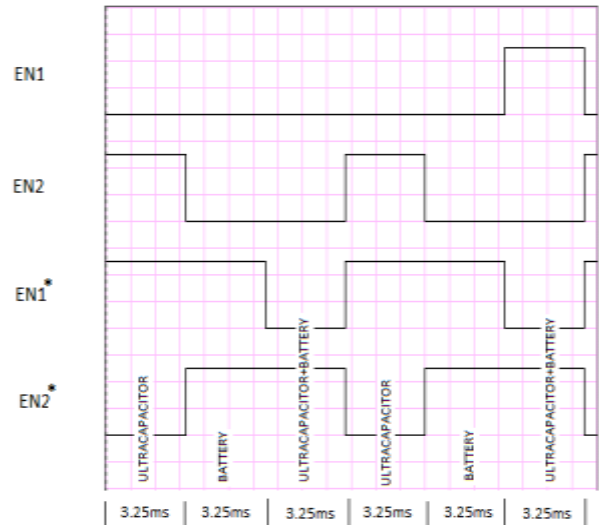 EN1
EN2
EN1*
EN2*
ULTRACAPACITOR
BATTERY
ULTRACAPACITOR+BATTERY
ULTRACAPACITOR
BATTERY
ULTRACAPACITOR+BATTERY
3.25ms 3.25ms 3.25ms 3.25ms 3.25ms 3.25ms